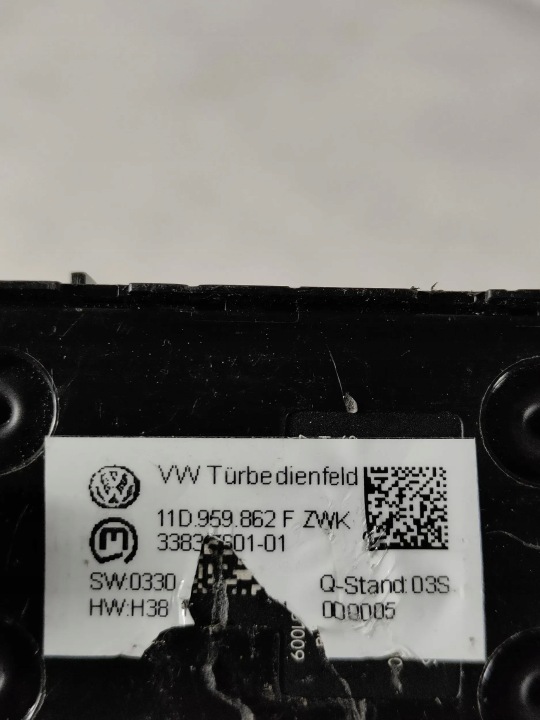 VW Türbedienfeld
11D.959.862 F ZWK
SW:0330
HW:H38
Q-Stand:03S